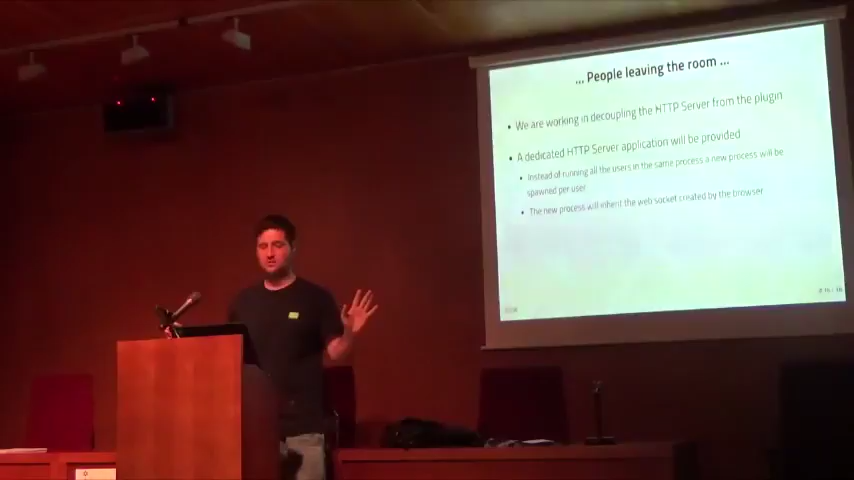 ... People leaving the room ...
• We are working in decoupling the HTTP Server from the plugin
• A dedicated HTTP Server application will be provided
• Instead of running all the users in the same process a new process will be
spawned per user
• The new process will inherit the web socket created by the browser